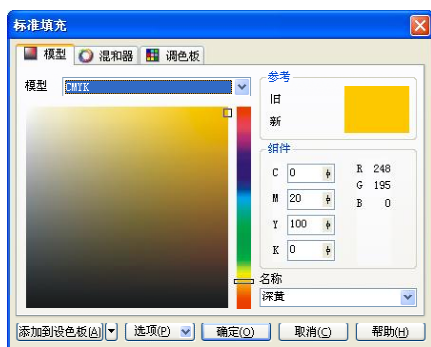 标准填充
模型 混和器 调色板
模型 CMYK
参考
旧
新
组件
C 0 R 248
M 20 G 195
Y 100 B 0
K 0
名称
深黄
添加到设色板(A) 选项(P) 确定(O) 取消(C) 帮助(H)